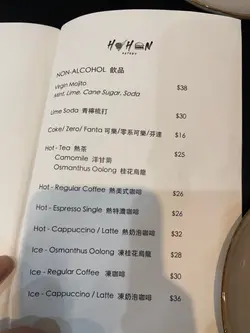 HOHON
EATERY
NON-ALCOHOL 飲品
Virgin Mojito
Mint, Lime, Cane Sugar, Soda $38
Lime Soda 青檸梳打 $30
Coke/ Zero/ Fanta 可樂/零系可樂/芬達 $16
Hot - Tea 熱茶 $25
Camomile 洋甘菊
Osmanthus Oolong 桂花烏龍
Hot - Regular Coffee 熱美式咖啡 $26
Hot - Espresso Single 熱特濃咖啡 $26
Hot - Cappuccino / Latte 熱奶泡咖啡 $32
Ice - Osmanthus Oolong 凍桂花烏龍 $28
Ice - Regular Coffee 凍咖啡 $30
Ice - Cappuccino / Latte 凍奶泡咖啡 $36